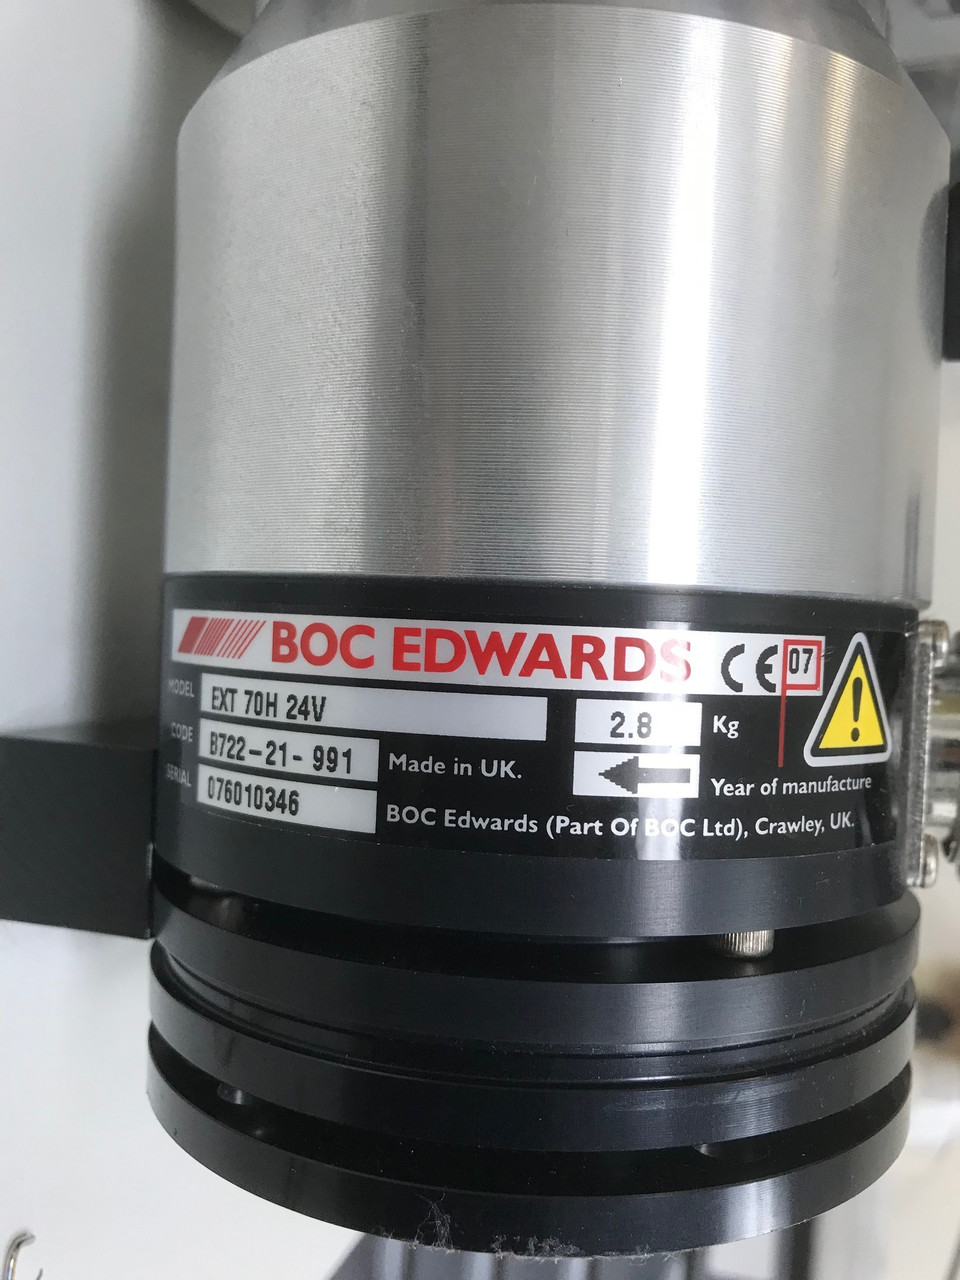 BOC EDWARDS CE 07
MODEL EXT 70H 24V 2.8 Kg
CODE B722-21-991 Made in UK.
Year of manufacture
SERIAL 076010346
BOC Edwards (Part Of BOC Ltd), Crawley, UK.